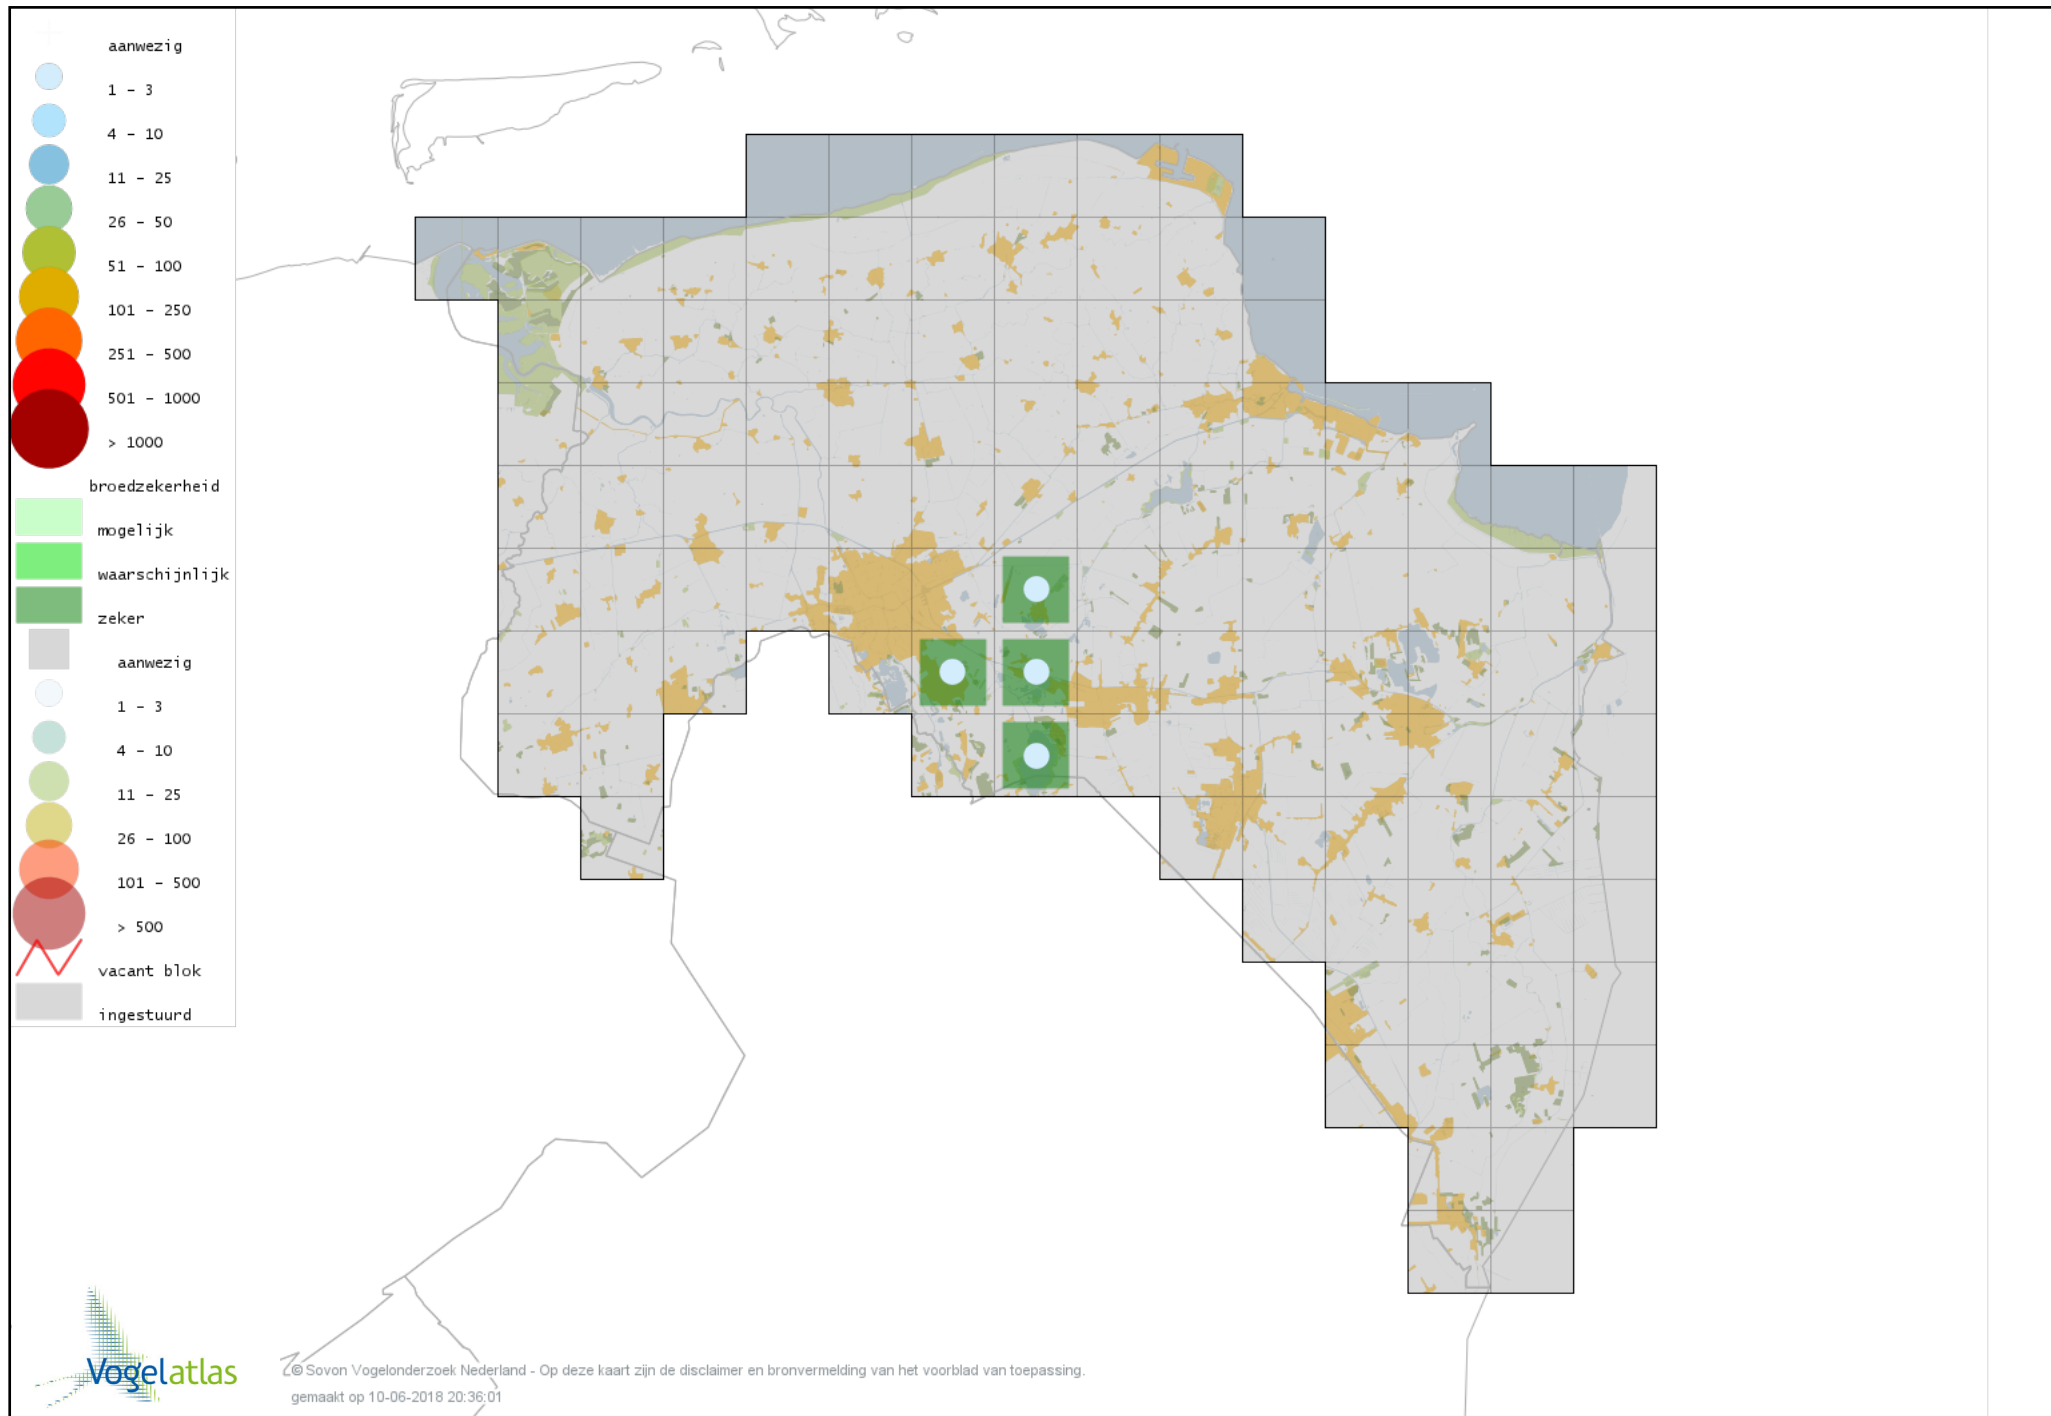 aanwezig
1 - 3
4 - 10
11 - 25
26 - 50
51 - 100
101 - 250
251 - 500
501 - 1000
> 1000
broedzekerheid
mogelijk
waarschijnlijk
zeker
aanwezig
1 - 3
4 - 10
11 - 25
26 - 100
101 - 500
> 500
vacant blok
ingestuurd
Vogelatlas
© Sovon Vogelonderzoek Nederland - Op deze kaart zijn de disclaimer en bronvermelding van het voorblad van toepassing.
gemaakt op 10-06-2018 20:36:01